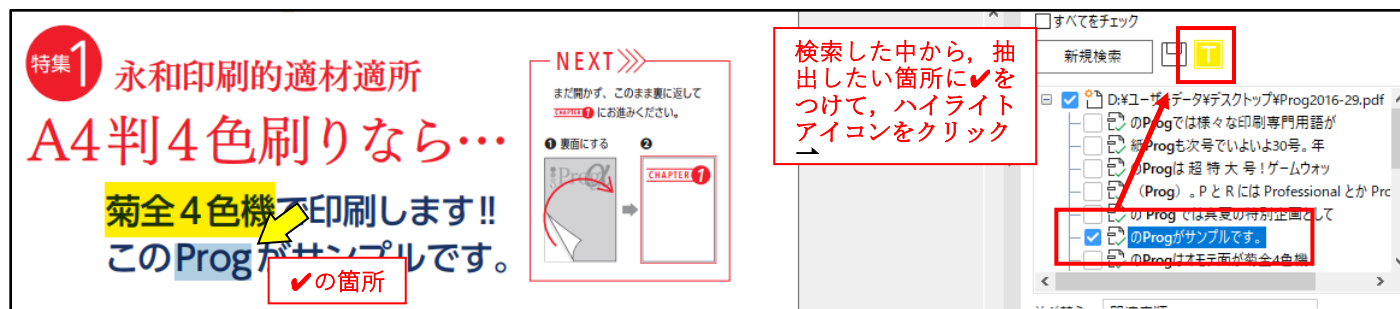 特集1
永和印刷的適材適所
A4判4色刷りなら…
菊全4色機で印刷します!!
このProgがサンプルです。
✔の箇所
NEXT
まだ開かず、このまま裏に返して
CHAPTER 1 にお進みください。
❶ 裏面にする
❷
Prog
CHAPTER 1
検索した中から，抽
出したい箇所に✔を
つけて，ハイライト
アイコンをクリック
➡
すべてをチェック
新規検索
T
D:¥ユーザ¥データ¥デスクトップ¥Prog2016-29.pdf
のProgでは様々な印刷専門用語が
紙Progも次号でいよいよ30号。年
のProgは 超 特 大 号 ! ゲームウォッ
（Prog）。P と R には Professional とか Pro
の Prog では真夏の特別企画として
のProgがサンプルです。
のProgはオモテ面が菊全4色機